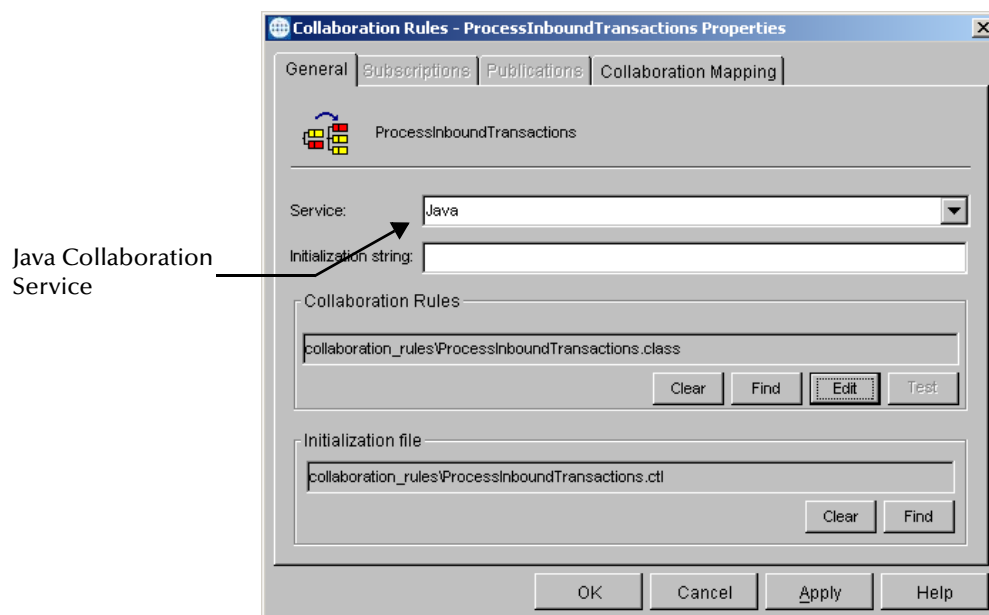 Collaboration Rules - ProcessInboundTransactions Properties
General Subscriptions Publications Collaboration Mapping
ProcessInboundTransactions
Service: Java
Java Collaboration
Service
Initialization string:
Collaboration Rules
collaboration_rules\ProcessInboundTransactions.class
Clear Find Edit Test
Initialization file
collaboration_rules\ProcessInboundTransactions.ctl
Clear Find
OK Cancel Apply Help